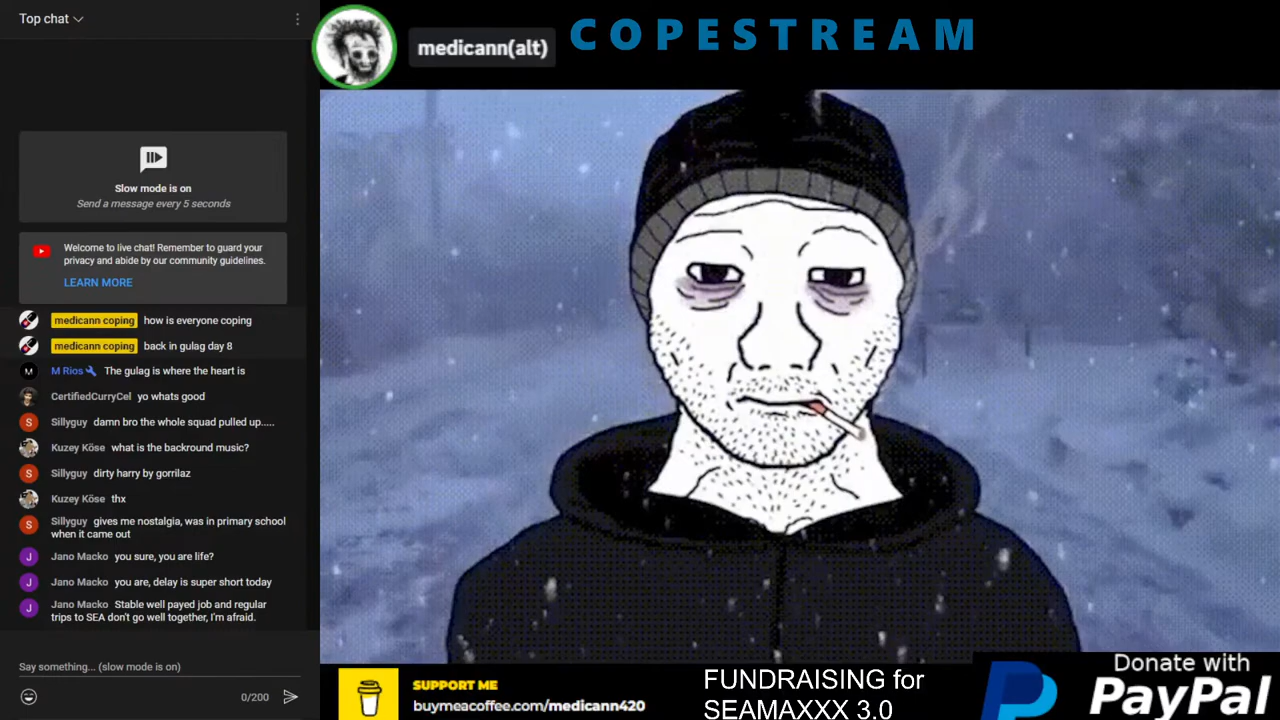 Top chat
Slow mode is on
Send a message every 5 seconds
Welcome to live chat! Remember to guard your
privacy and abide by our community guidelines.
LEARN MORE
medicann coping how is everyone coping
medicann coping back in gulag day 8
M M Rios The gulag is where the heart is
CertifiedCurryCel yo whats good
S Sillyguy damn bro the whole squad pulled up.....
Kuzey Köse what is the backround music?
S Sillyguy dirty harry by gorrilaz
Kuzey Köse thx
S Sillyguy gives me nostalgia, was in primary school
when it came out
J Jano Macko you sure, you are life?
J Jano Macko you are, delay is super short today
J Jano Macko Stable well payed job and regular
trips to SEA don't go well together, I'm afraid.
Say something... (slow mode is on)
0/200
medicann(alt)
COPESTREAM
SUPPORT ME
buymeacoffee.com/medicann420
FUNDRAISING for
SEAMAXXX 3.0
Donate with
PayPal